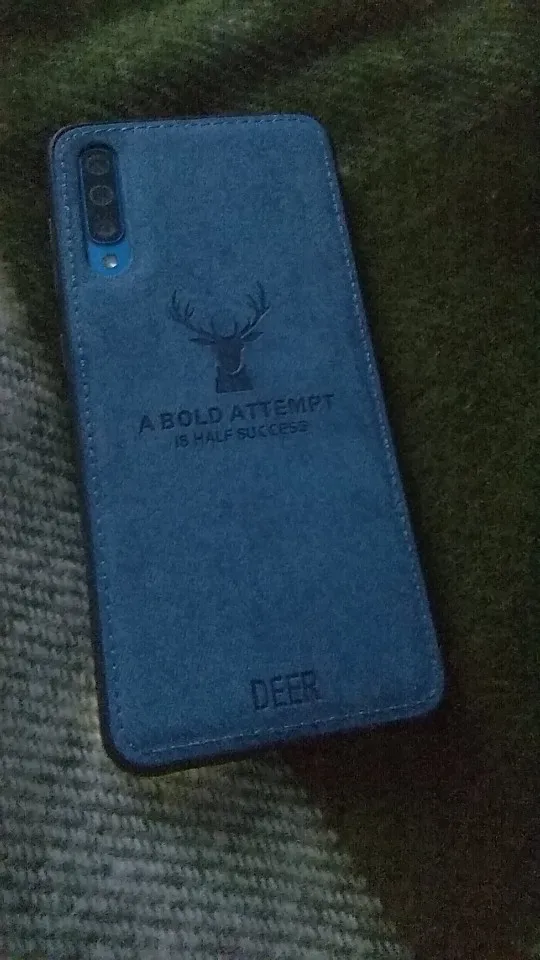 A BOLD ATTEMPT
IS HALF SUCCESS
DEER